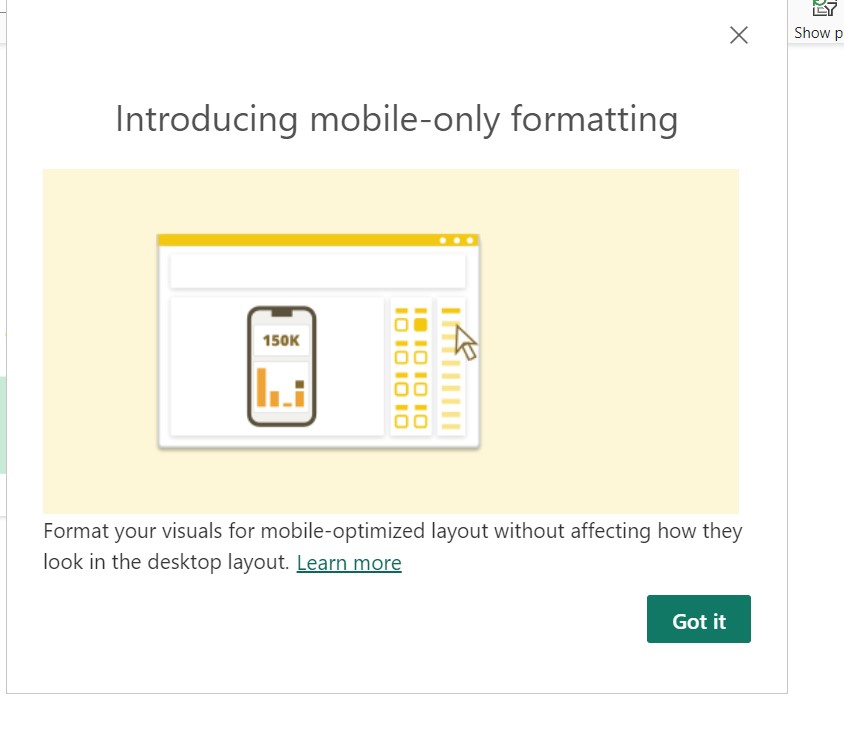 Show p
Introducing mobile-only formatting
150K
Format your visuals for mobile-optimized layout without affecting how they
look in the desktop layout. Learn more
Got it